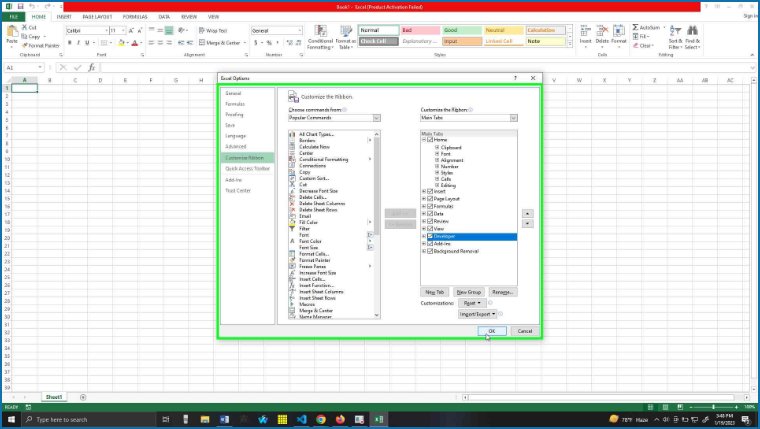 Book1 - Excel (Product Activation Failed)
FILE HOME INSERT PAGE LAYOUT FORMULAS DATA REVIEW VIEW
Paste
Cut
Copy
Format Painter
Clipboard
Calibri 11
Font
Wrap Text
Merge & Center
Alignment
General
Number
Conditional Formatting
Format as Table
Normal Bad Good Neutral Calculation
Check Cell Explanatory ... Input Linked Cell Note
Styles
Insert Delete Format
Cells
AutoSum
Fill
Clear
Sort & Filter
Find & Select
Editing
A1
Excel Options
General
Formulas
Proofing
Save
Language
Advanced
Customize Ribbon
Quick Access Toolbar
Add-Ins
Trust Center
Customize the Ribbon.
Choose commands from:
Popular Commands
All Chart Types...
Borders
Calculate Now
Center
Conditional Formatting
Connections
Copy
Custom Sort...
Cut
Decrease Font Size
Delete Cells...
Delete Sheet Columns
Delete Sheet Rows
Email
Fill Color
Filter
Font
Font Color
Font Size
Format Cells...
Format Painter
Freeze Panes
Increase Font Size
Insert Cells...
Insert Function...
Insert Sheet Columns
Insert Sheet Rows
Macros
Merge & Center
Name Manager
Customize the Ribbon:
Main Tabs
Main Tabs
Home
Clipboard
Font
Alignment
Number
Styles
Cells
Editing
Insert
Page Layout
Formulas
Data
Review
View
Developer
Add-Ins
Background Removal
New Tab New Group Rename...
Customizations: Reset
Import/Export
OK Cancel
Sheet1
READY
100%
Type here to search
78°F Haze
3:48 PM
1/19/2023